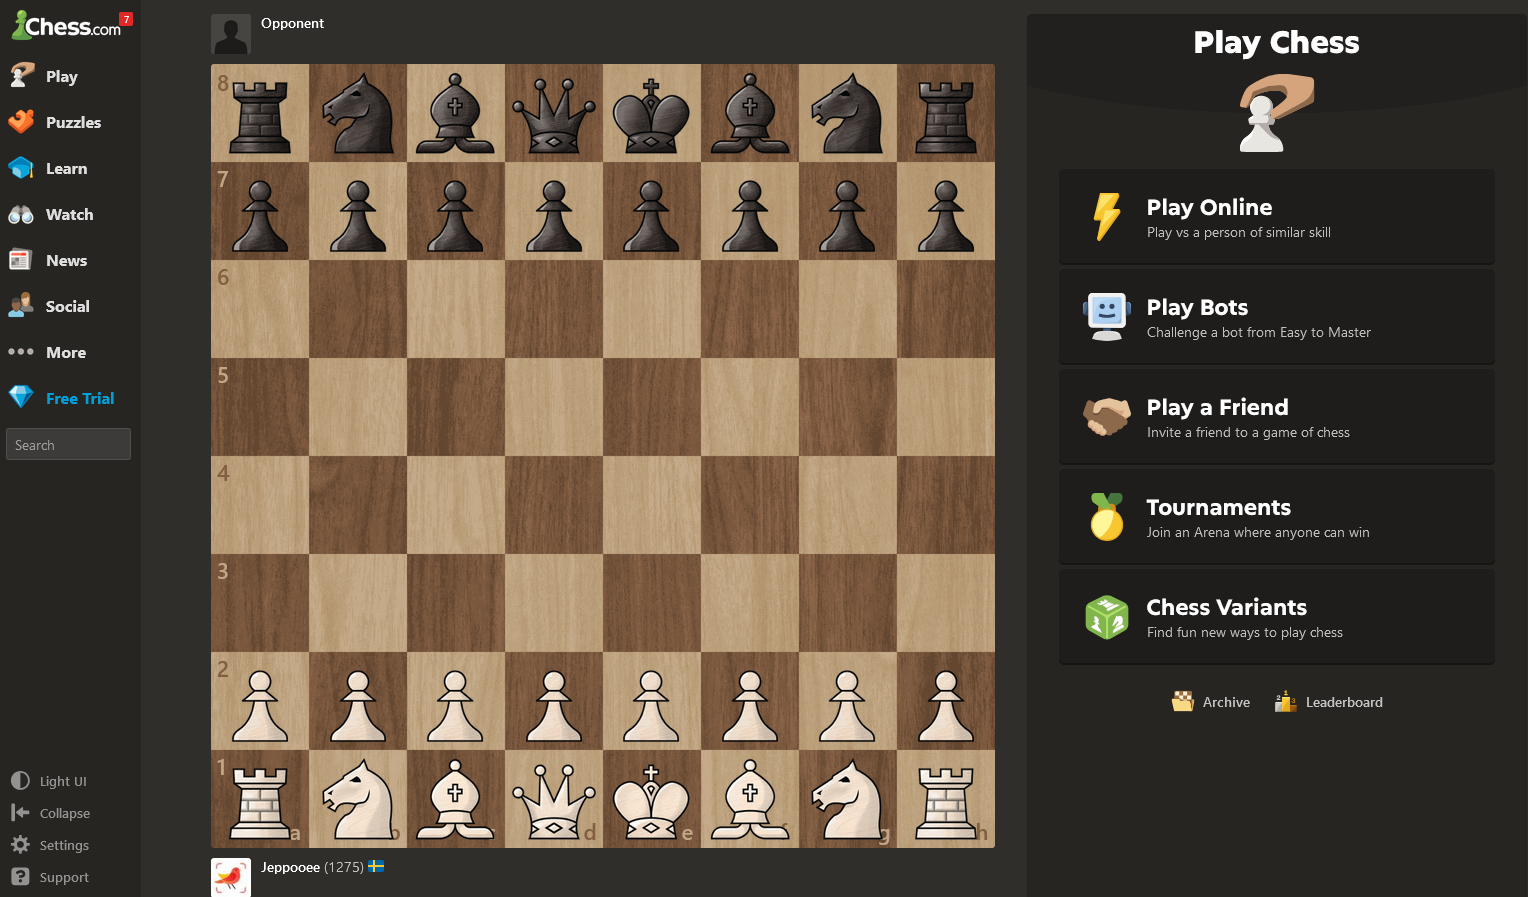 Chess.com
7
Play
Puzzles
Learn
Watch
News
Social
More
Free Trial
Search
Light UI
Collapse
Settings
Support
Opponent
8
7
6
5
4
3
2
1
a
b
c
d
e
f
g
h
Jeppooee (1275)
Play Chess
Play Online
Play vs a person of similar skill
Play Bots
Challenge a bot from Easy to Master
Play a Friend
Invite a friend to a game of chess
Tournaments
Join an Arena where anyone can win
Chess Variants
Find fun new ways to play chess
Archive
2 1 3
Leaderboard